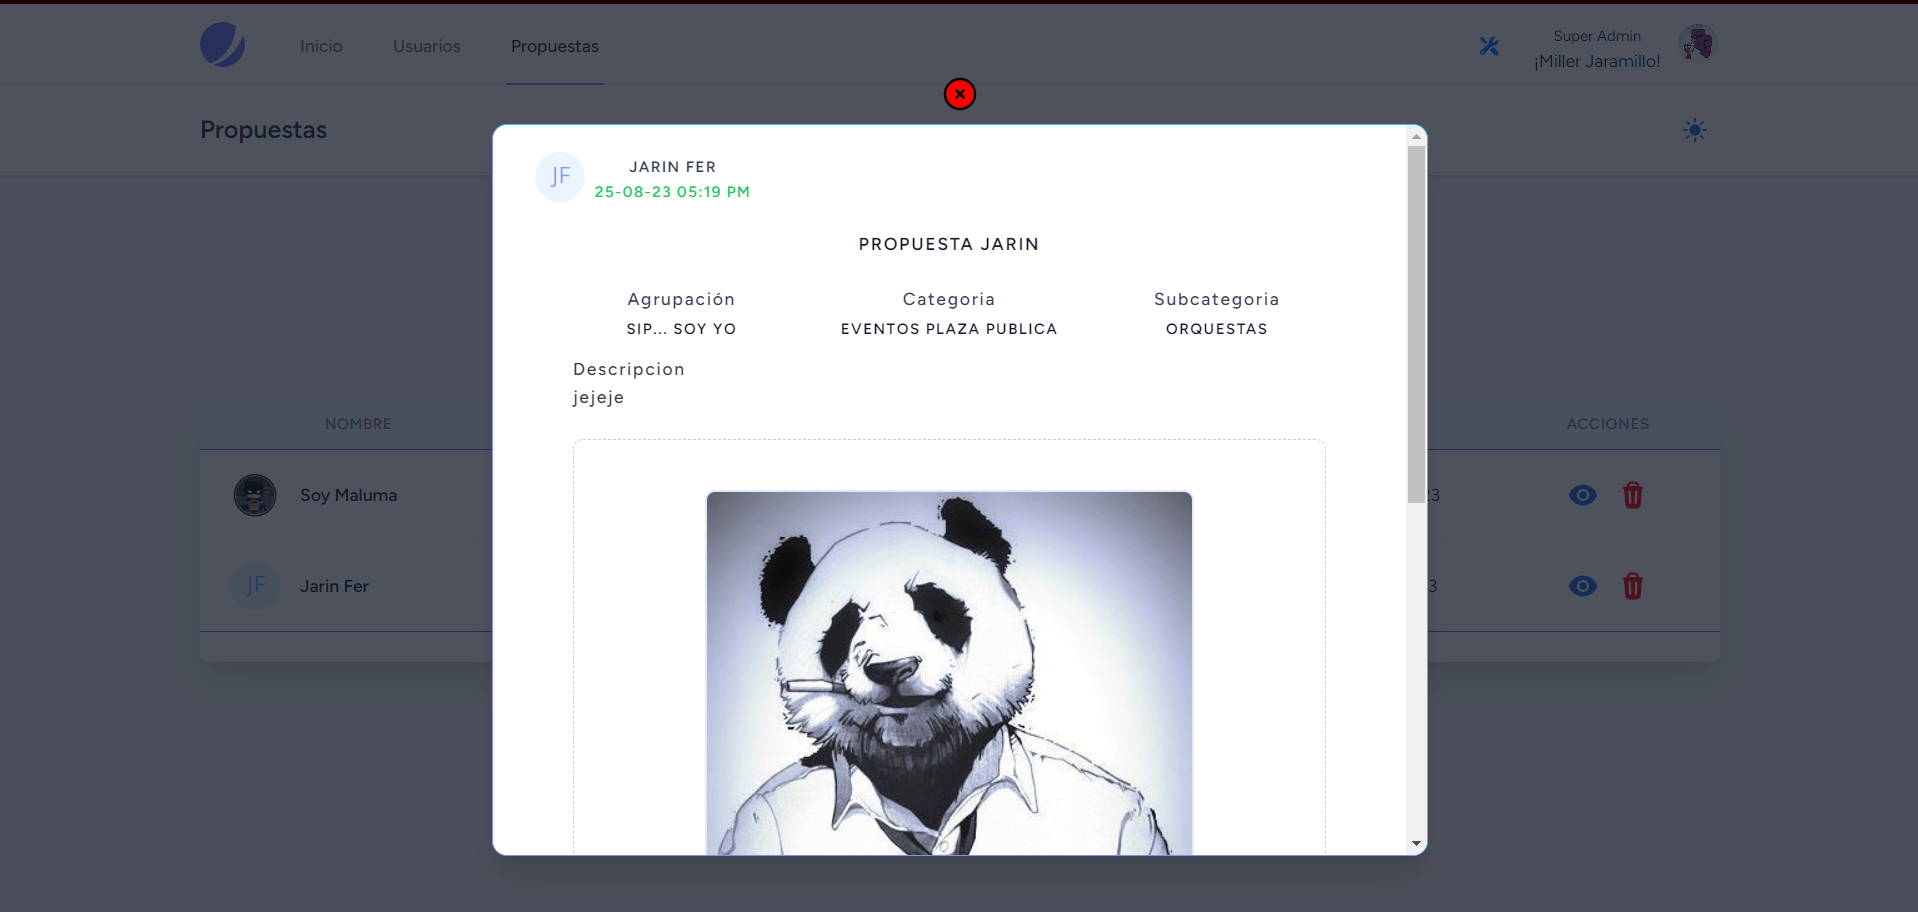 Inicio
Usuarios
Propuestas
Super Admin
¡Miller Jaramillo!
Propuestas
JF
JARIN FER
25-08-23 05:19 PM
PROPUESTA JARIN
Agrupación
Categoria
Subcategoria
SIP... SOY YO
EVENTOS PLAZA PUBLICA
ORQUESTAS
Descripcion
jejeje
NOMBRE
ACCIONES
Soy Maluma
23
JF
Jarin Fer
3